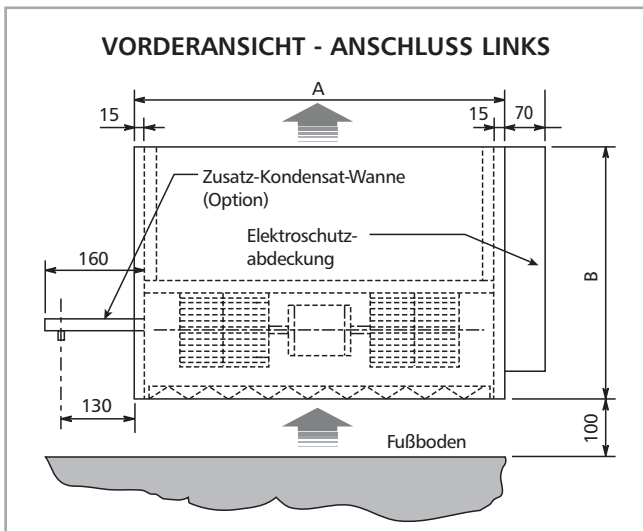 VORDERANSICHT - ANSCHLUSS LINKS
A
15
15
70
Zusatz-Kondensat-Wanne
(Option)
Elektroschutz-
abdeckung
160
B
130
100
Fußboden